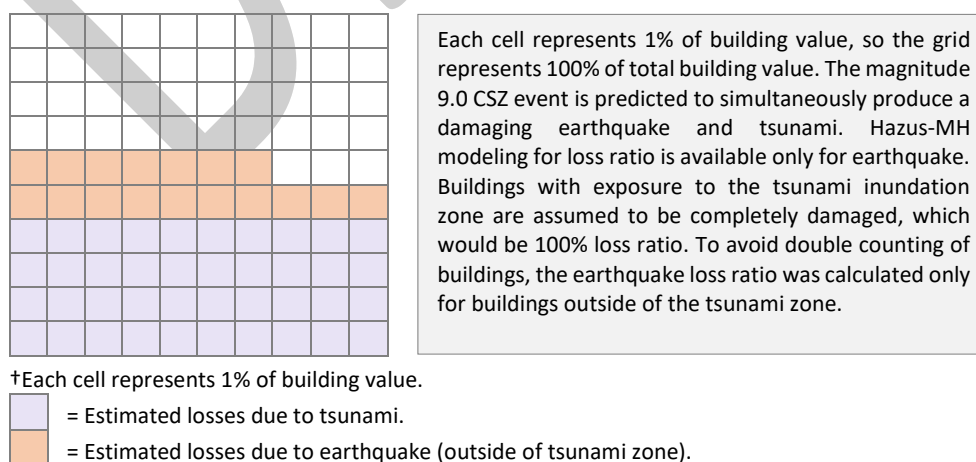 Each cell represents 1% of building value, so the grid
represents 100% of total building value. The magnitude
9.0 CSZ event is predicted to simultaneously produce a
damaging earthquake and tsunami. Hazus-MH
modeling for loss ratio is available only for earthquake.
Buildings with exposure to the tsunami inundation
zone are assumed to be completely damaged, which
would be 100% loss ratio. To avoid double counting of
buildings, the earthquake loss ratio was calculated only
for buildings outside of the tsunami zone.
†Each cell represents 1% of building value.
= Estimated losses due to tsunami.
= Estimated losses due to earthquake (outside of tsunami zone).